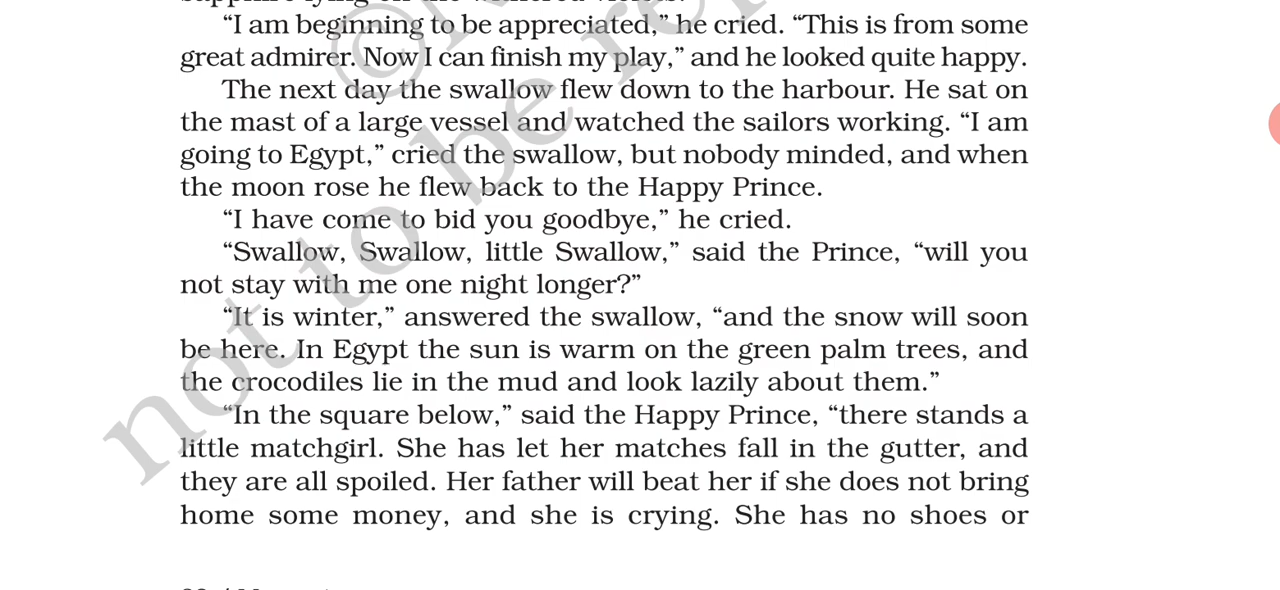 “I am beginning to be appreciated,” he cried. “This is from some
great admirer. Now I can finish my play,” and he looked quite happy.
The next day the swallow flew down to the harbour. He sat on
the mast of a large vessel and watched the sailors working. “I am
going to Egypt,” cried the swallow, but nobody minded, and when
the moon rose he flew back to the Happy Prince.
“I have come to bid you goodbye,” he cried.
“Swallow, Swallow, little Swallow,” said the Prince, “will you
not stay with me one night longer?”
“It is winter,” answered the swallow, “and the snow will soon
be here. In Egypt the sun is warm on the green palm trees, and
the crocodiles lie in the mud and look lazily about them.”
“In the square below,” said the Happy Prince, “there stands a
little matchgirl. She has let her matches fall in the gutter, and
they are all spoiled. Her father will beat her if she does not bring
home some money, and she is crying. She has no shoes or
not to be